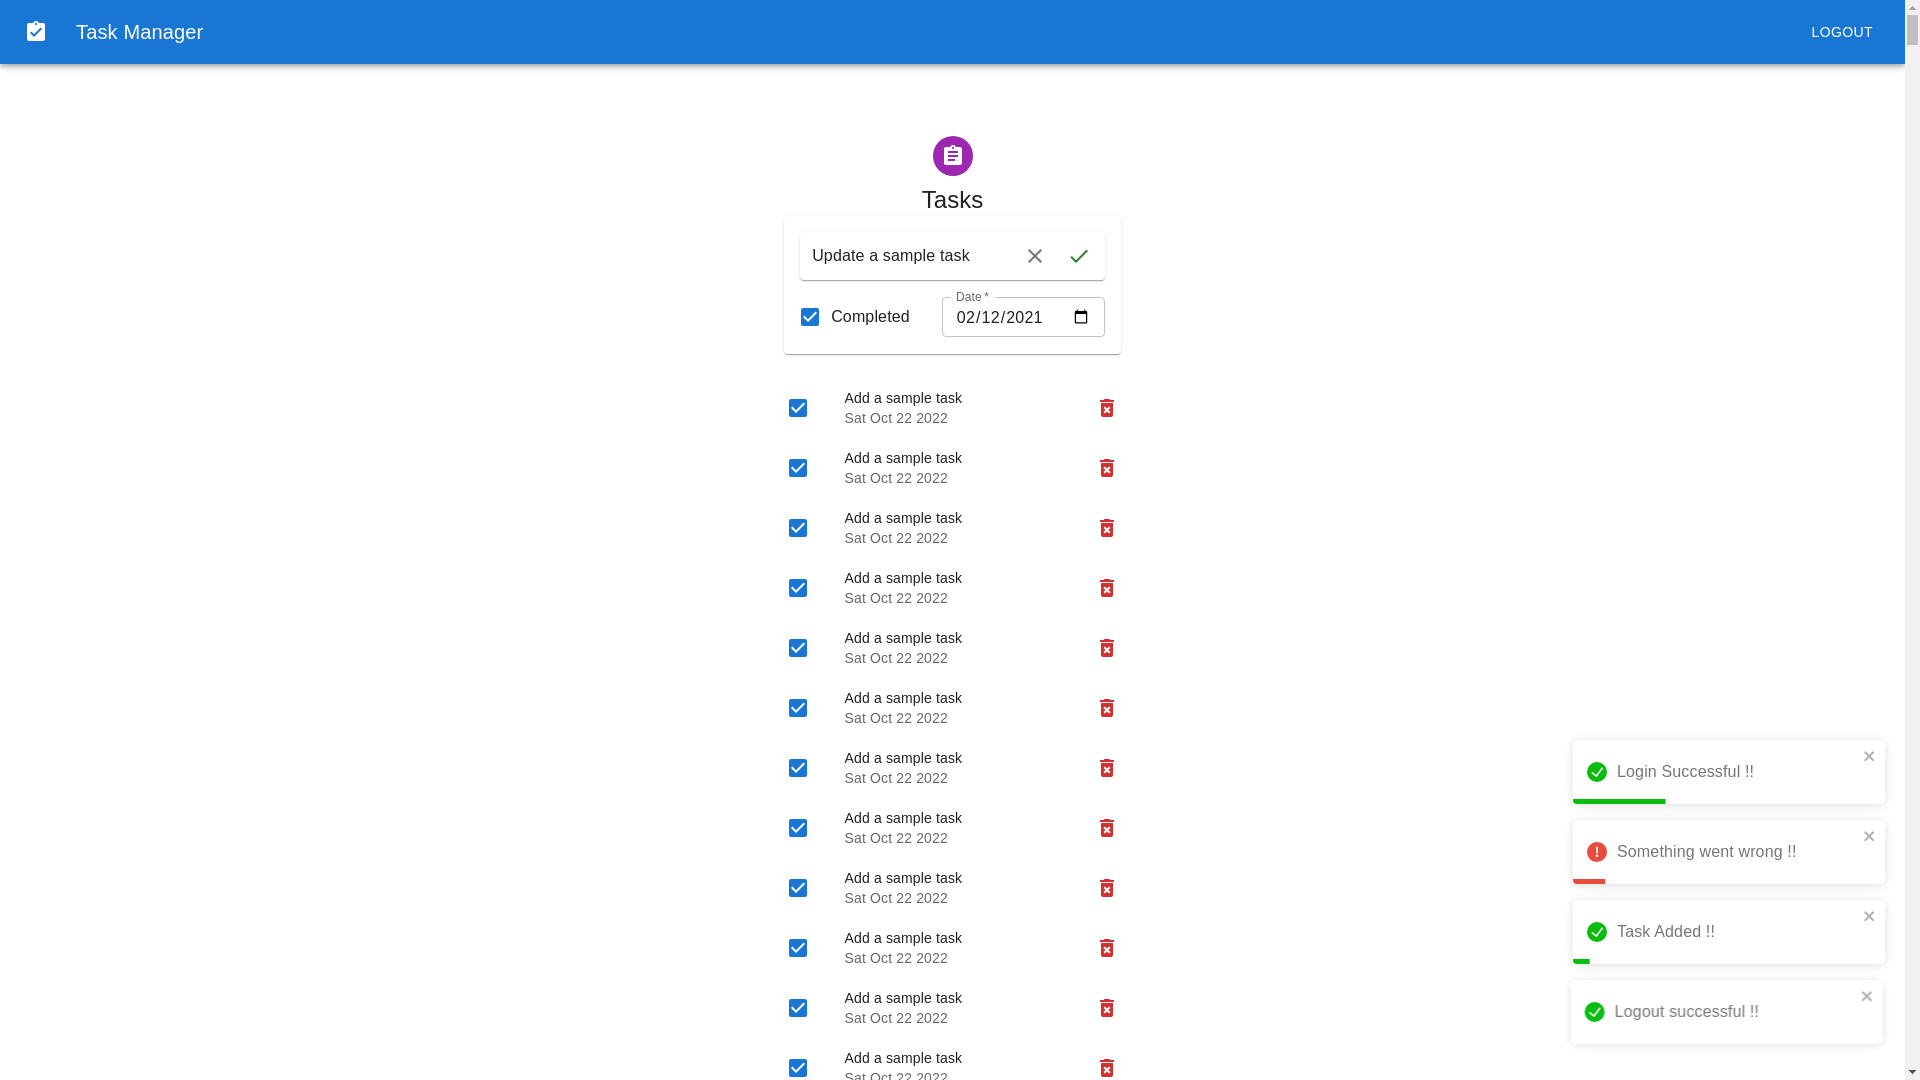 Task Manager
LOGOUT
Tasks
Update a sample task
Date *
Completed
02/12/2021
Add a sample task
Sat Oct 22 2022
Add a sample task
Sat Oct 22 2022
Add a sample task
Sat Oct 22 2022
Add a sample task
Sat Oct 22 2022
Add a sample task
Sat Oct 22 2022
Add a sample task
Sat Oct 22 2022
Add a sample task
Sat Oct 22 2022
Add a sample task
Sat Oct 22 2022
Add a sample task
Sat Oct 22 2022
Add a sample task
Sat Oct 22 2022
Add a sample task
Sat Oct 22 2022
Add a sample task
Sat Oct 22 2022
Login Successful !!
Something went wrong !!
Task Added !!
Logout successful !!